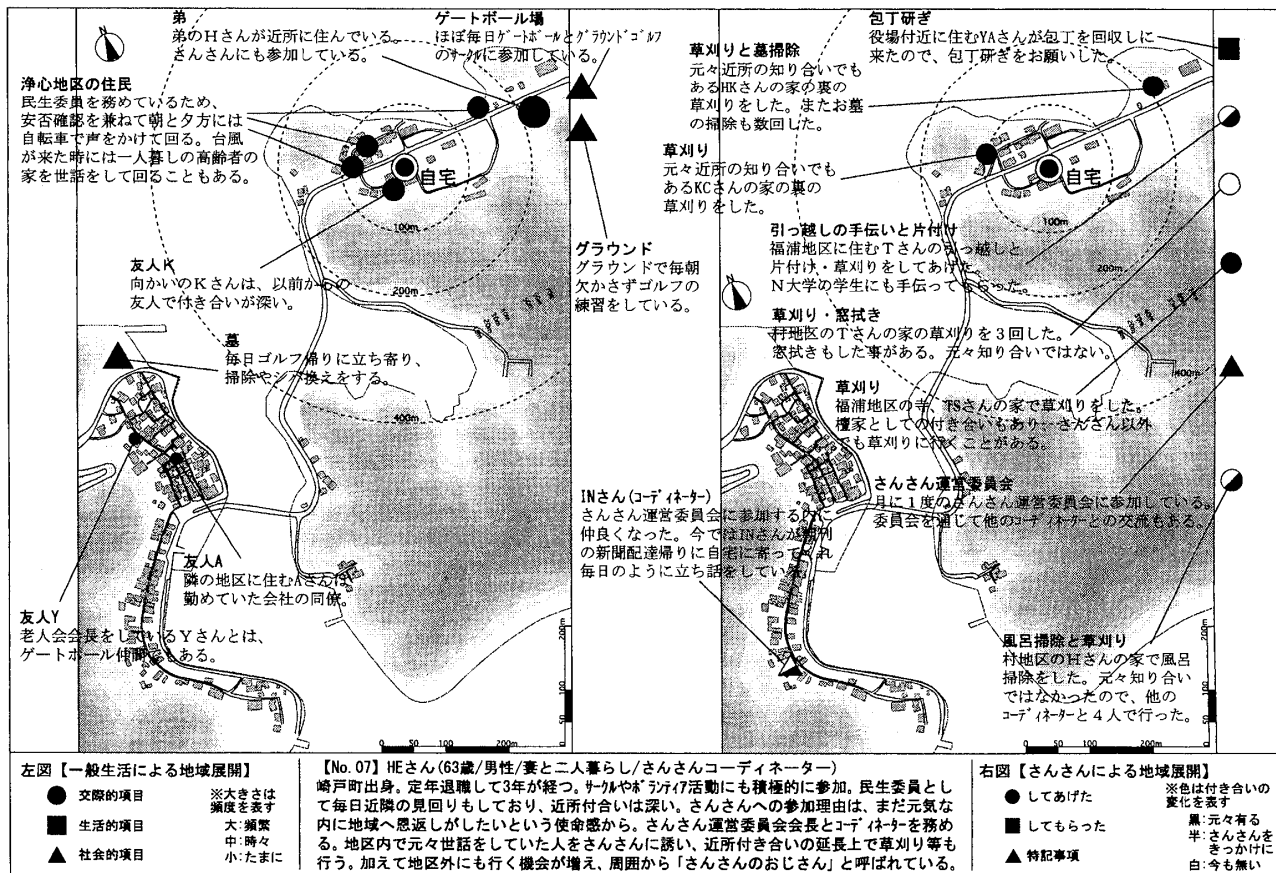 弟
弟のHさんが近所に住んでいる。
さんさんにも参加している。
ゲートボール場
ほぼ毎日ゲートボールとグラウンドゴルフ
のサークルに参加している。
浄心地区の住民
民生委員を務めているため、
安否確認を兼ねて朝と夕方には
自転車で声をかけて回る。台風
が来た時には一人暮しの高齢者の
家を世話をして回ることもある。
自宅
100m
200m
400m
友人K
向かいのKさんは、以前からの
友人で付き合いが深い。
グラウンド
グラウンドで毎朝
欠かさずゴルフの
練習をしている。
墓
毎日ゴルフ帰りに立ち寄り、
掃除やシバ換えをする。
友人A
隣の地区に住むAさんは、
勤めていた会社の同僚。
友人Y
老人会会長をしているYさんとは、
ゲートボール仲間でもある。
0 50 100 200m
50
100
200m
包丁研ぎ
役場付近に住むYAさんが包丁を回収しに
来たので、包丁研ぎをお願いした。
草刈りと墓掃除
元々近所の知り合いでも
あるHKさんの家の裏の
草刈りをした。またお墓
の掃除も数回した。
草刈り
元々近所の知り合いでも
あるKCさんの家の裏の
草刈りをした。
自宅
100m
200m
400m
引っ越しの手伝いと片付け
福浦地区に住むTさんの引っ越しと
片付け・草刈りをしてあげた。
N大学の学生にも手伝ってもらった。
草刈り・窓拭き
村地区のTさんの家の草刈りを3回した。
窓拭きもした事がある。元々知り合いではない。
草刈り
福浦地区の寺、TSさんの家で草刈りをした。
檀家としての付き合いもあり、さんさん以外
でも草刈りに行くことがある。
さんさん運営委員会
月に1度のさんさん運営委員会に参加している。
委員会を通じて他のコーディネーターとの交流もある。
INさん(コーディネーター)
さんさん運営委員会に参加する内に
仲良くなった。今ではINさんが朝刊
の新聞配達帰りに自宅に寄ってくれ
毎日のように立ち話をしている。
風呂掃除と草刈り
村地区のHさんの家で風呂
掃除をした。元々知り合い
ではなかったので、他の
コーディネーターと4人で行った。
0 50 100 200m
50
100
200m
左図【一般生活による地域展開】
● 交際的項目
■ 生活的項目
▲ 社会的項目
※大きさは
頻度を表す
大:頻繁
中:時々
小:たまに
【No.07】HEさん(63歳/男性/妻と二人暮らし/さんさんコーディネーター)
崎戸町出身。定年退職して3年が経つ。サークルやボランティア活動にも積極的に参加。民生委員とし
て毎日近隣の見回りもしており、近所付合いは深い。さんさんへの参加理由は、まだ元気な
内に地域へ恩返しがしたいという使命感から。さんさん運営委員会会長とコーディネーターを務め
る。地区内で元々世話をしていた人をさんさんに誘い、近所付き合いの延長上で草刈り等も
行う。加えて地区外にも行く機会が増え、周囲から「さんさんのおじさん」と呼ばれている。
右図【さんさんによる地域展開】
● してあげた
■ してもらった
▲ 特記事項
※色は付き合いの
変化を表す
黒:元々有る
半:さんさんを
きっかけに
白:今も無い